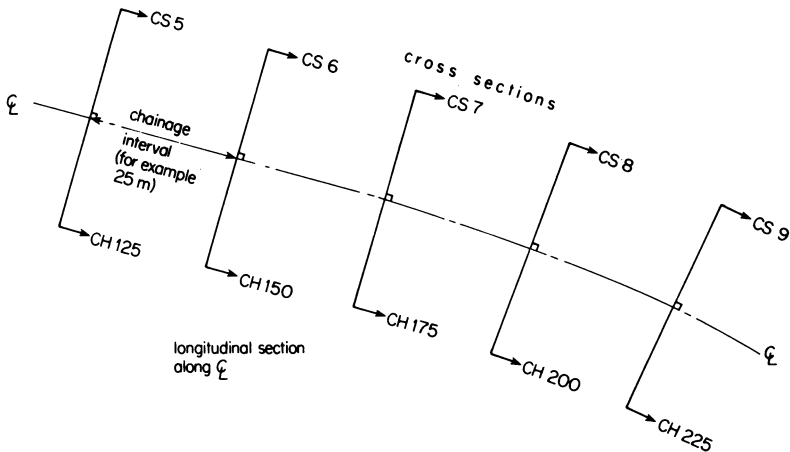 CS 5
CS 6
cross sections
CS 7
CS 8
CS 9
℄
chainage
interval
(for example
25 m)
CH 125
CH 150
CH 175
CH 200
CH 225
℄
longitudinal section
along ℄